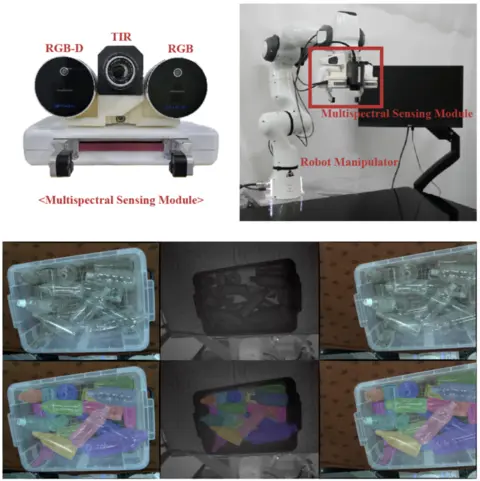 TIR
RGB-D
RGB
<Multispectral Sensing Module>
Multispectral Sensing Module
Robot Manipulator